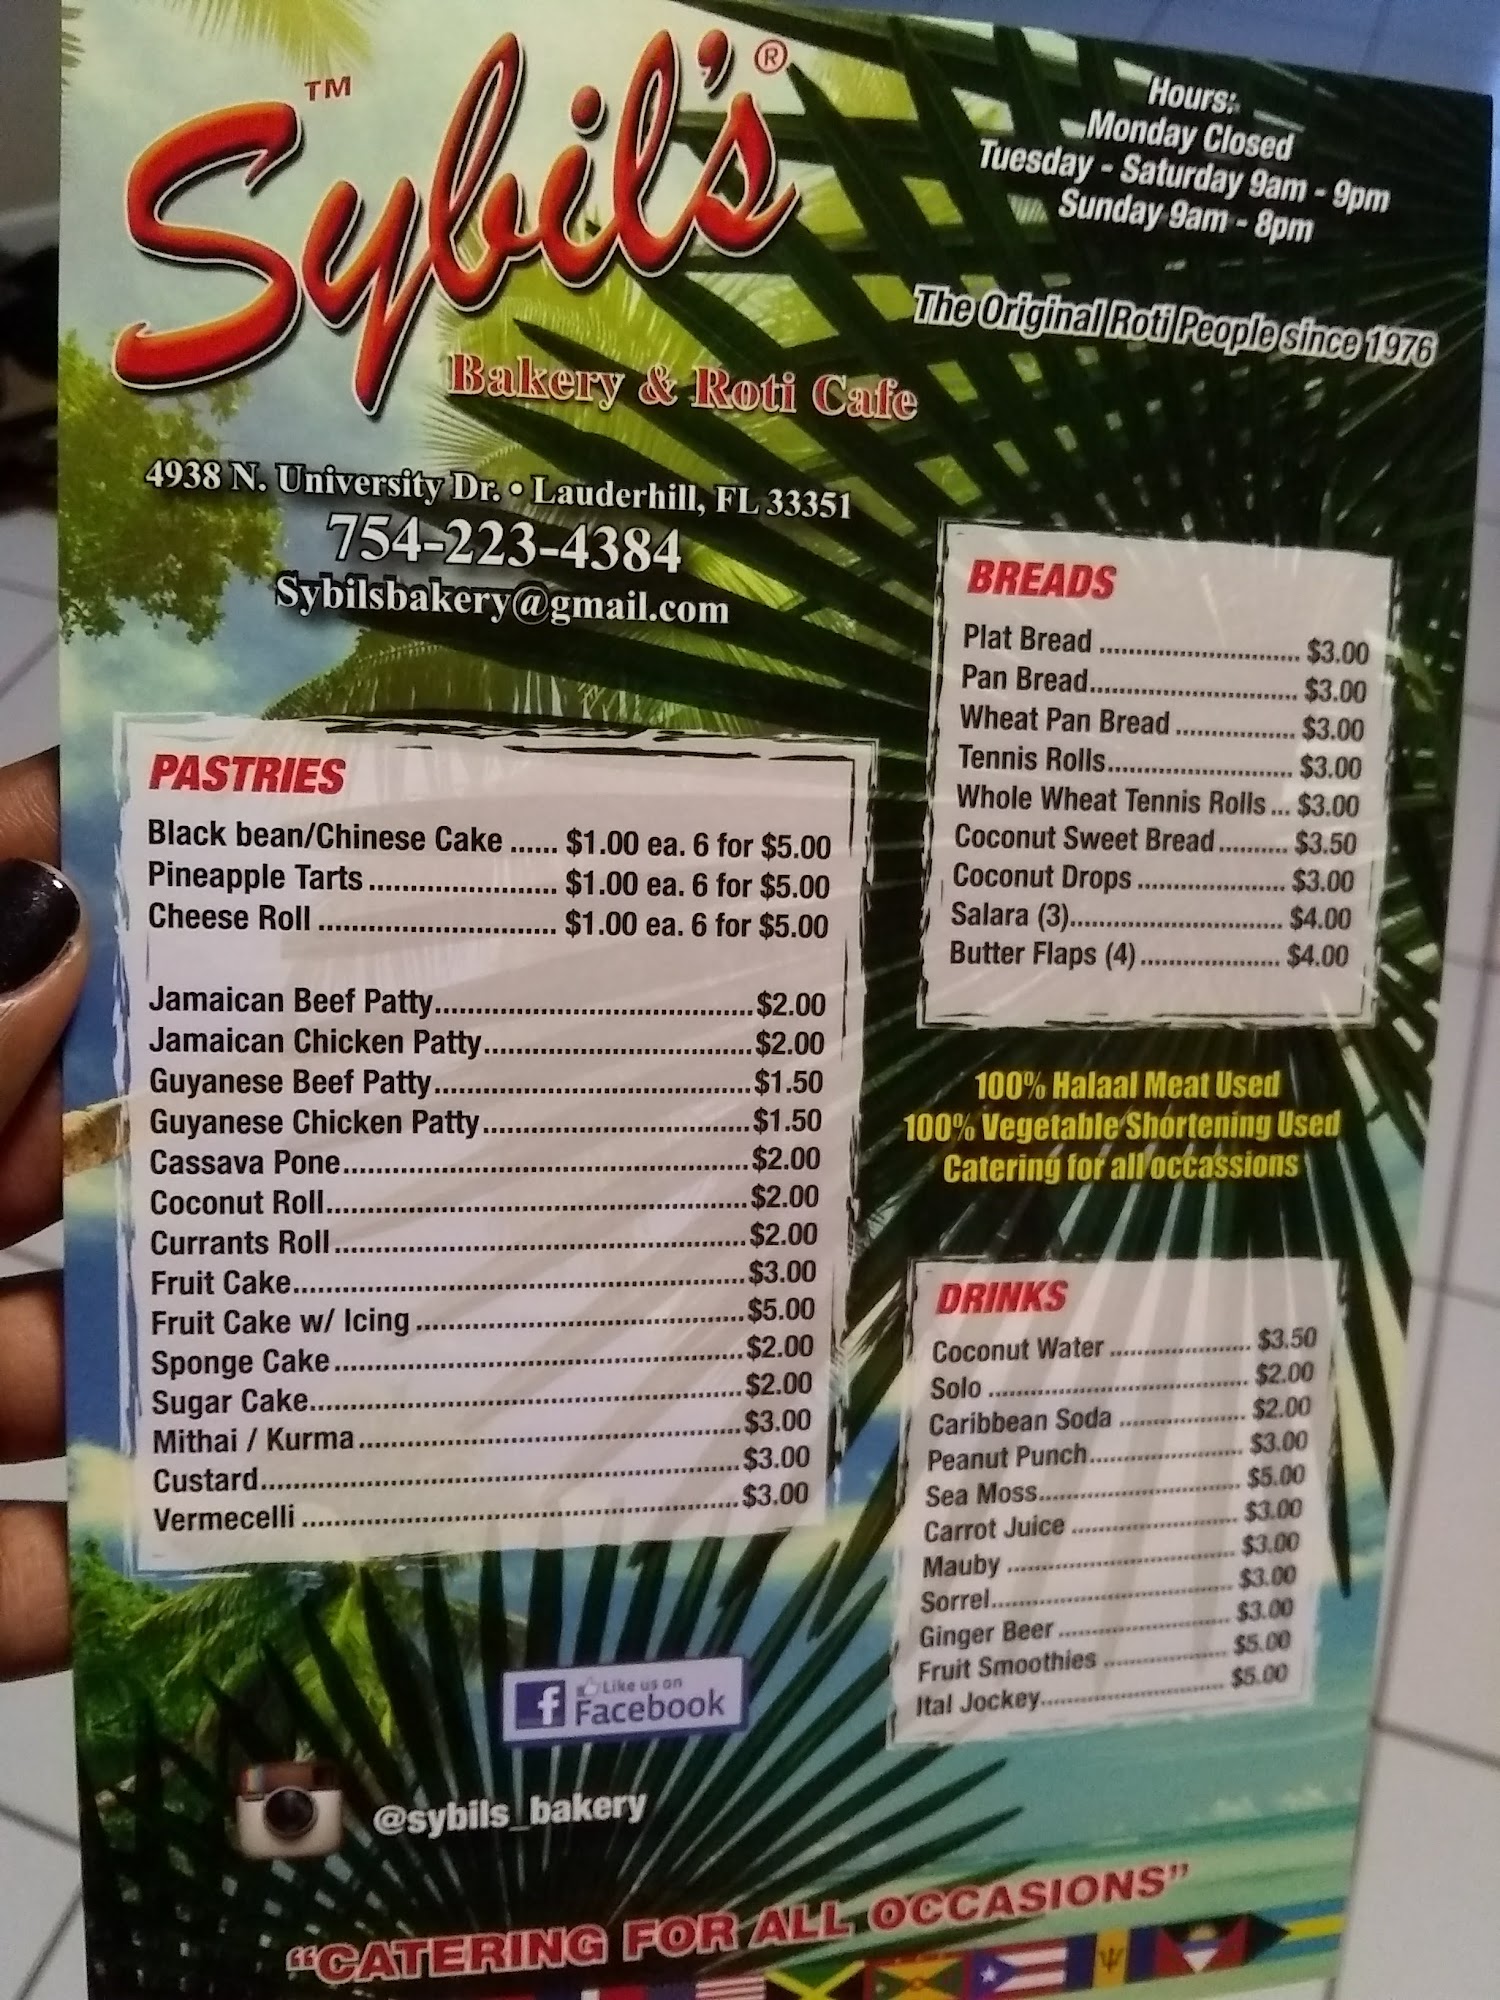 ™ Sybil's ®
Bakery & Roti Cafe
Hours:
Monday Closed
Tuesday - Saturday 9am - 9pm
Sunday 9am - 8pm
The Original Roti People since 1976
4938 N. University Dr. • Lauderhill, FL 33351
754-223-4384
Sybilsbakery@gmail.com
PASTRIES
Black bean/Chinese Cake ...... $1.00 ea. 6 for $5.00
Pineapple Tarts ........................ $1.00 ea. 6 for $5.00
Cheese Roll ............................. $1.00 ea. 6 for $5.00
Jamaican Beef Patty.......................................$2.00
Jamaican Chicken Patty.................................$2.00
Guyanese Beef Patty.......................................$1.50
Guyanese Chicken Patty.................................$1.50
Cassava Pone..................................................$2.00
Coconut Roll....................................................$2.00
Currants Roll...................................................$2.00
Fruit Cake........................................................$3.00
Fruit Cake w/ Icing.........................................$5.00
Sponge Cake...................................................$2.00
Sugar Cake......................................................$2.00
Mithai / Kurma................................................$3.00
Custard............................................................$3.00
Vermecelli.......................................................$3.00
BREADS
Plat Bread ........................... $3.00
Pan Bread............................ $3.00
Wheat Pan Bread ................ $3.00
Tennis Rolls......................... $3.00
Whole Wheat Tennis Rolls ... $3.00
Coconut Sweet Bread.......... $3.50
Coconut Drops .................... $3.00
Salara (3)............................. $4.00
Butter Flaps (4)................... $4.00
100% Halaal Meat Used
100% Vegetable Shortening Used
Catering for all occassions
DRINKS
Coconut Water ..................... $3.50
Solo ...................................... $2.00
Caribbean Soda ................... $2.00
Peanut Punch....................... $3.00
Sea Moss.............................. $5.00
Carrot Juice ......................... $3.00
Mauby .................................. $3.00
Sorrel.................................... $3.00
Ginger Beer .......................... $3.00
Fruit Smoothies ................... $5.00
Ital Jockey............................ $5.00
f Like us on
Facebook
@sybils_bakery
“CATERING FOR ALL OCCASIONS”